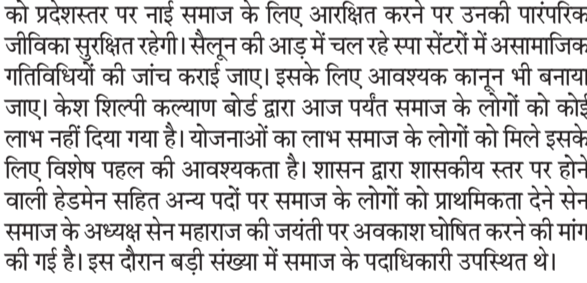 को प्रदेशस्तर पर नाई समाज के लिए आरक्षित करने पर उनकी पारंपरिक
जीविका सुरक्षित रहेगी। सैलून की आड़ में चल रहे स्पा सेंटरों में असामाजिक
गतिविधियों की जांच कराई जाए। इसके लिए आवश्यक कानून भी बनाया
जाए। केश शिल्पी कल्याण बोर्ड द्वारा आज पर्यंत समाज के लोगों को कोई
लाभ नहीं दिया गया है। योजनाओं का लाभ समाज के लोगों को मिले इसके
लिए विशेष पहल की आवश्यकता है। शासन द्वारा शासकीय स्तर पर होने
वाली हेडमेन सहित अन्य पदों पर समाज के लोगों को प्राथमिकता देने सेन
समाज के अध्यक्ष सेन महाराज की जयंती पर अवकाश घोषित करने की मांग
की गई है। इस दौरान बड़ी संख्या में समाज के पदाधिकारी उपस्थित थे।